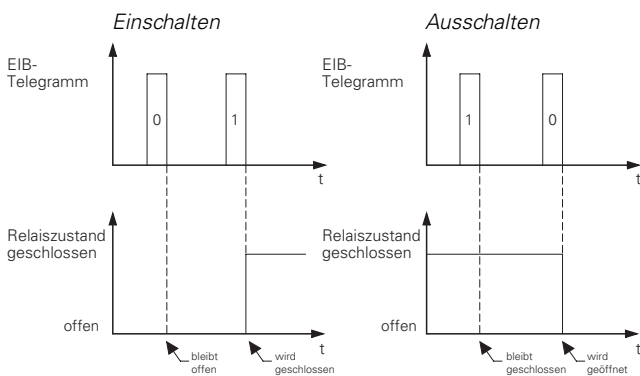 Einschalten
EIB-
Telegramm
0
1
t
Relaiszustand
geschlossen
offen
bleibt
offen
wird
geschlossen
t
Ausschalten
EIB-
Telegramm
1
0
t
Relaiszustand
geschlossen
offen
bleibt
geschlossen
wird
geöffnet
t